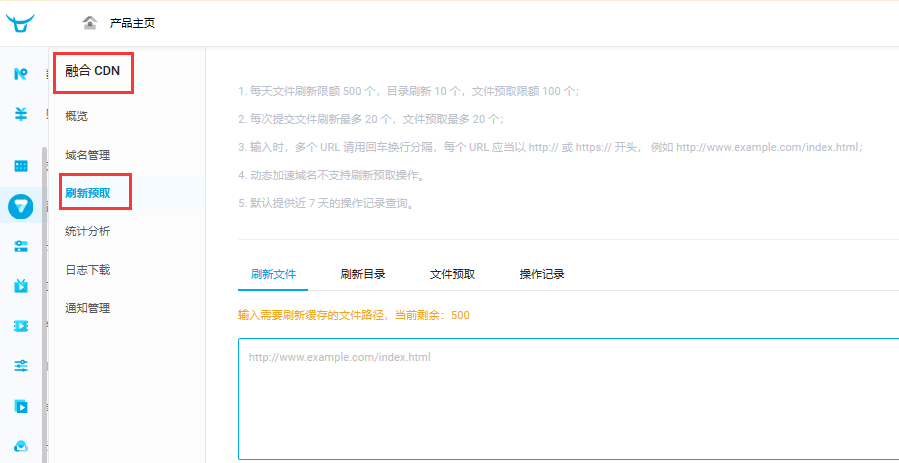 产品主页
融合 CDN
概览
域名管理
刷新预取
统计分析
日志下载
通知管理
1. 每天文件刷新限额 500 个，目录刷新 10 个，文件预取限额 100 个；
2. 每次提交文件刷新最多 20 个，文件预取最多 20 个；
3. 输入时，多个 URL 请用回车换行分隔，每个 URL 应当以 http:// 或 https:// 开头， 例如 http://www.example.com/index.html；
4. 动态加速域名不支持刷新预取操作。
5. 默认提供近 7 天的操作记录查询。
刷新文件 刷新目录 文件预取 操作记录
输入需要刷新缓存的文件路径，当前剩余：500
http://www.example.com/index.html